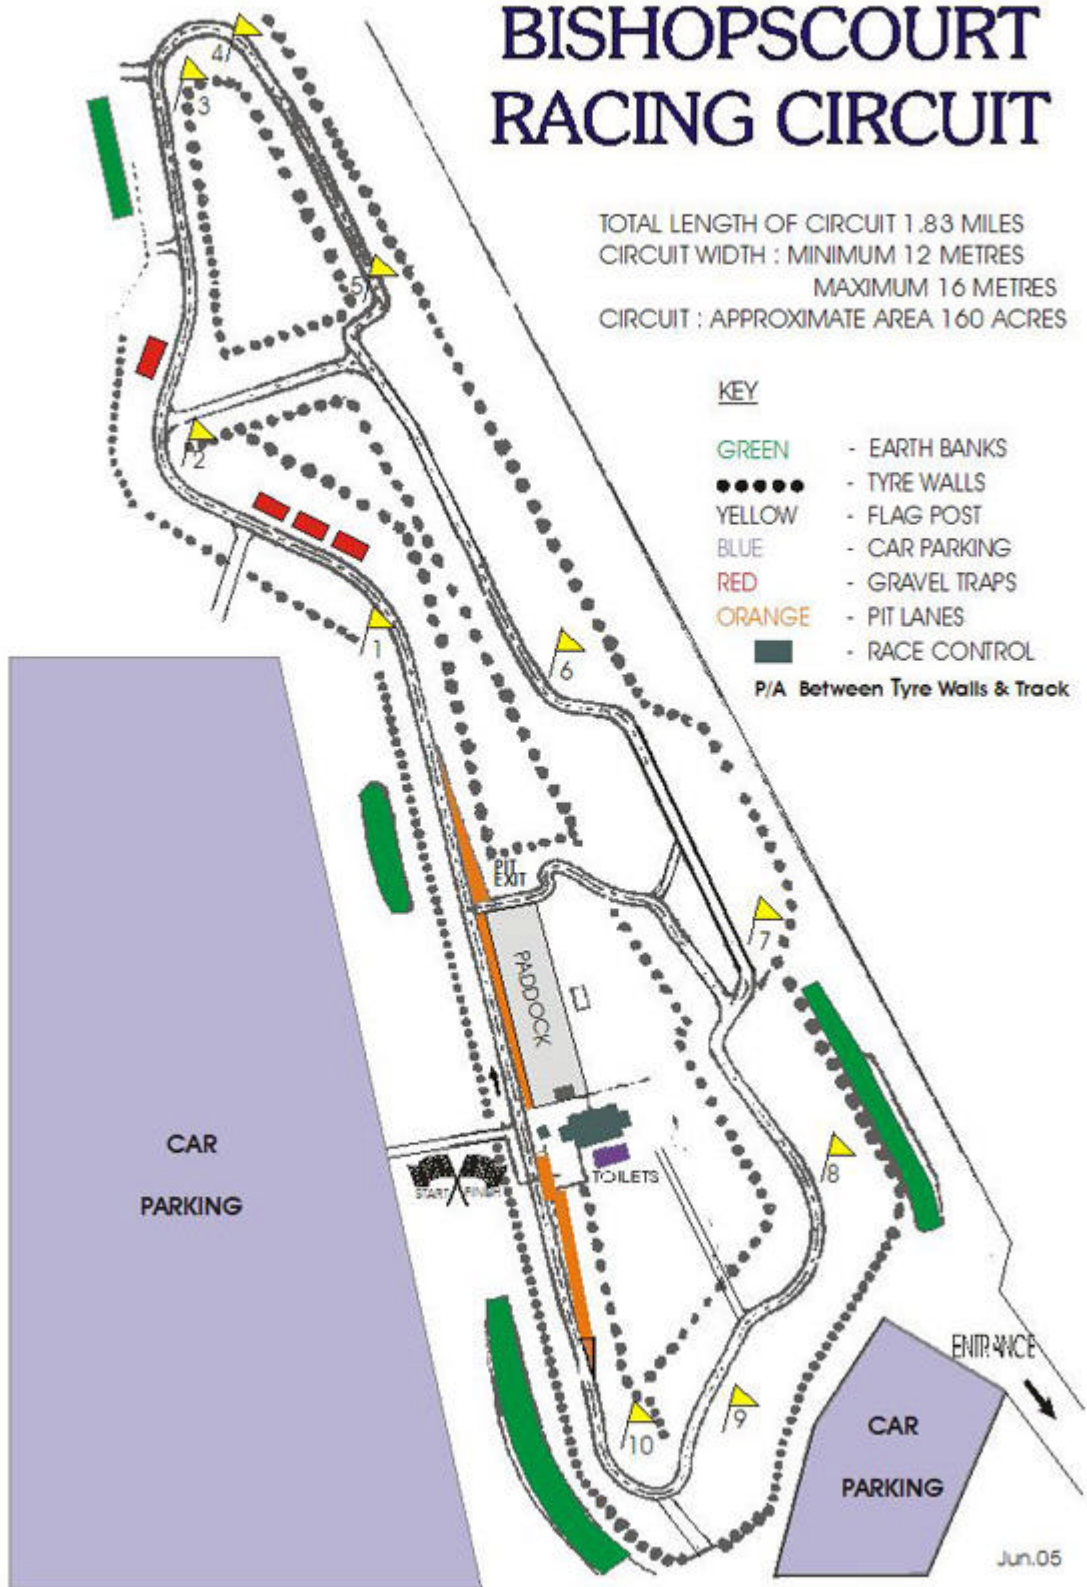 BISHOPSCOURT
RACING CIRCUIT
TOTAL LENGTH OF CIRCUIT 1.83 MILES
CIRCUIT WIDTH : MINIMUM 12 METRES
MAXIMUM 16 METRES
CIRCUIT : APPROXIMATE AREA 160 ACRES
KEY
GREEN - EARTH BANKS
- TYRE WALLS
YELLOW - FLAG POST
BLUE - CAR PARKING
RED - GRAVEL TRAPS
ORANGE - PIT LANES
- RACE CONTROL
P/A Between Tyre Walls & Track
4
3
5
2
1
6
PIT
EXIT
7
PADDOCK
CAR
PARKING
START FINISH
TOILETS
8
ENTRANCE
9
10
CAR
PARKING
Jun.05